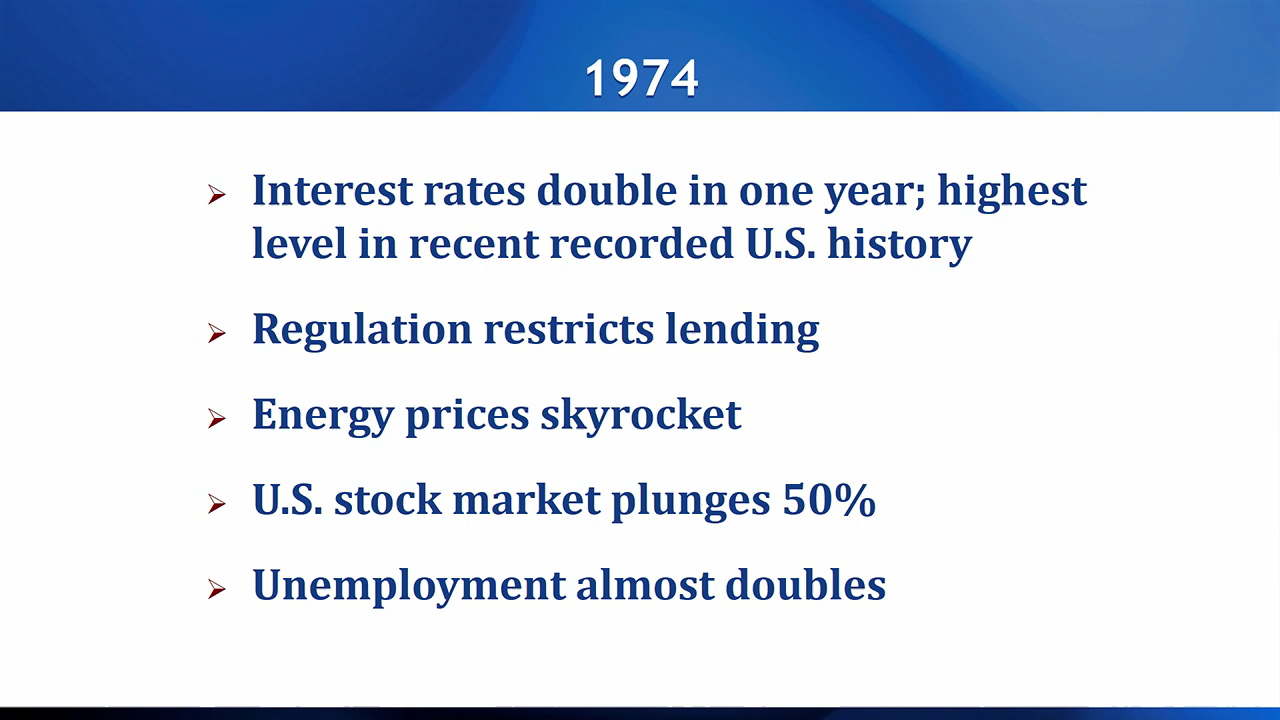 1974
Interest rates double in one year; highest
level in recent recorded U.S. history
Regulation restricts lending
Energy prices skyrocket
U.S. stock market plunges 50%
Unemployment almost doubles